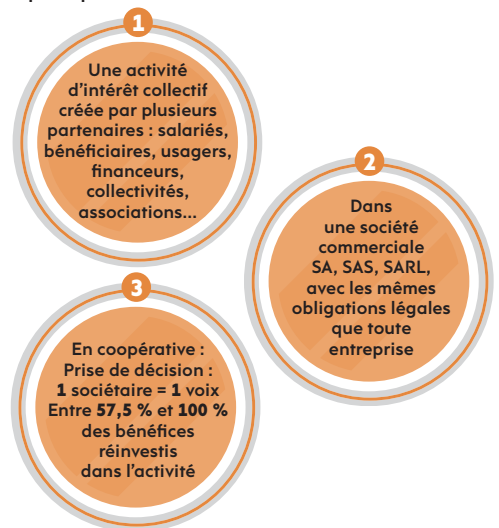 1
Une activité
d'intérêt collectif
créée par plusieurs
partenaires : salariés,
bénéficiaires, usagers,
financeurs,
collectivités,
associations...
2
Dans
une société
commerciale
SA, SAS, SARL,
avec les mêmes
obligations légales
que toute
entreprise
3
En coopérative :
Prise de décision :
1 sociétaire = 1 voix
Entre 57,5 % et 100 %
des bénéfices
réinvestis
dans l'activité